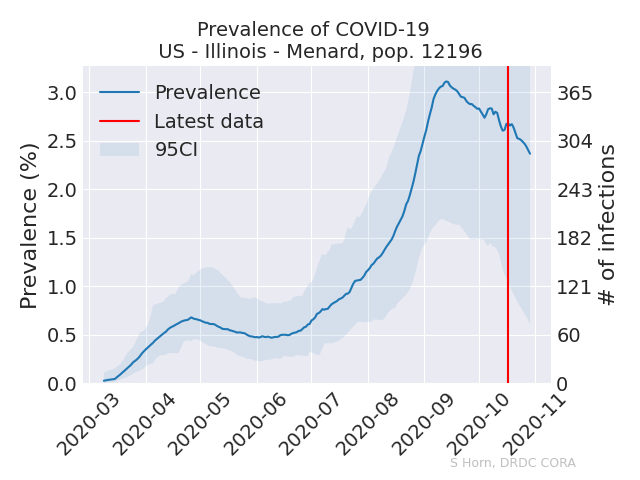 Prevalence of COVID-19
US - Illinois - Menard, pop. 12196
Prevalence (%)
3.0
2.5
2.0
1.5
1.0
0.5
0.0
Prevalence
Latest data
95CI
365
304
243
182
121
60
0
# of infections
2020-03
2020-04
2020-05
2020-06
2020-07
2020-08
2020-09
2020-10
2020-11
S Horn, DRDC CORA